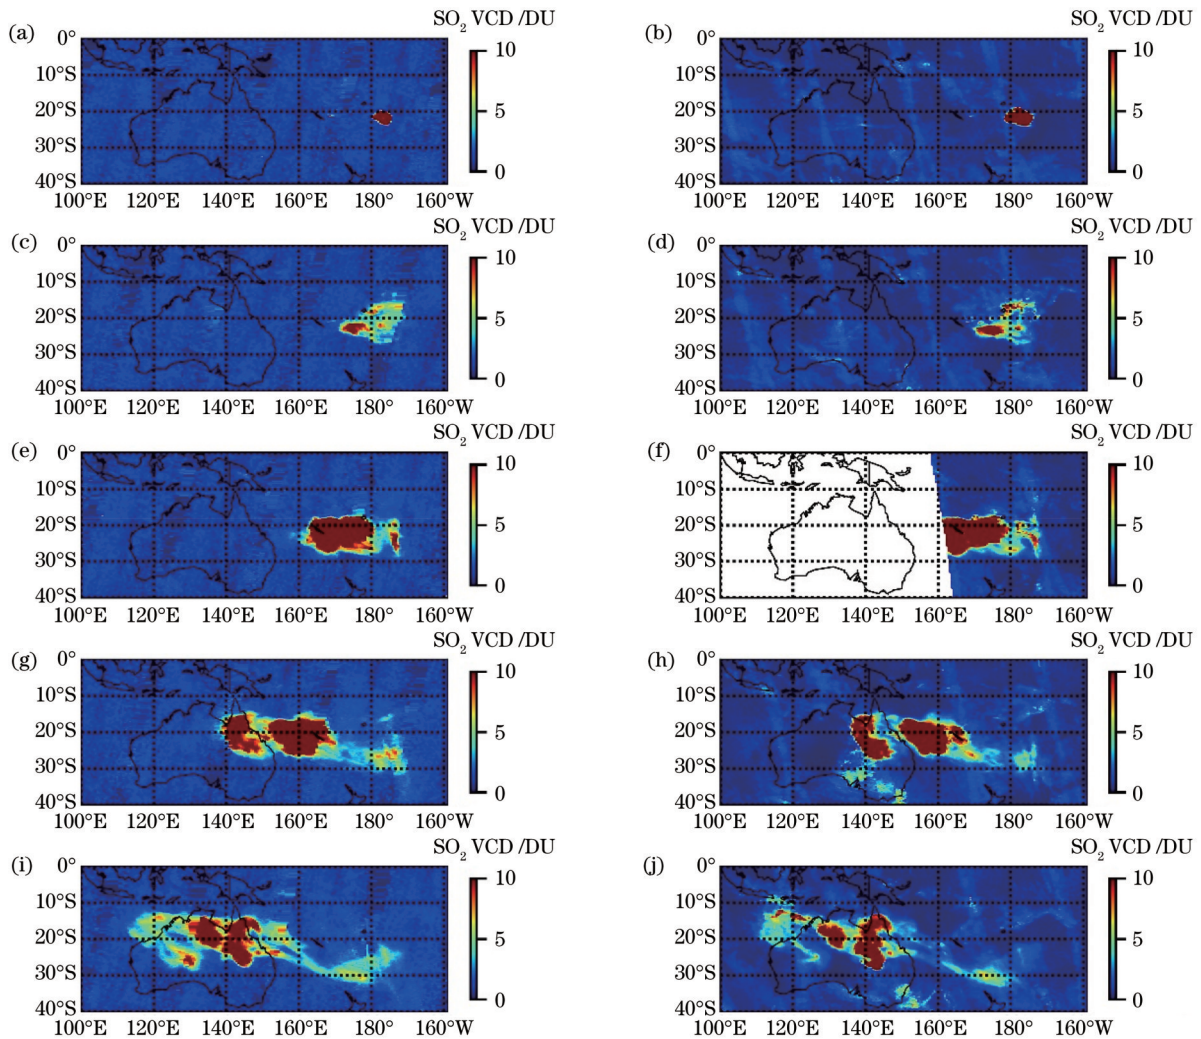 (a) SO2 VCD /DU (b) SO2 VCD /DU
0° 10 0° 10
10°S 10°S
20°S 5 20°S 5
30°S 30°S
40°S 0 40°S 0
100°E 120°E 140°E 160°E 180° 160°W 100°E 120°E 140°E 160°E 180° 160°W
(c) SO2 VCD /DU (d) SO2 VCD /DU
0° 10 0° 10
10°S 10°S
20°S 5 20°S 5
30°S 30°S
40°S 0 40°S 0
100°E 120°E 140°E 160°E 180° 160°W 100°E 120°E 140°E 160°E 180° 160°W
(e) SO2 VCD /DU (f) SO2 VCD /DU
0° 10 0° 10
10°S 10°S
20°S 5 20°S 5
30°S 30°S
40°S 0 40°S 0
100°E 120°E 140°E 160°E 180° 160°W 100°E 120°E 140°E 160°E 180° 160°W
(g) SO2 VCD /DU (h) SO2 VCD /DU
0° 10 0° 10
10°S 10°S
20°S 5 20°S 5
30°S 30°S
40°S 0 40°S 0
100°E 120°E 140°E 160°E 180° 160°W 100°E 120°E 140°E 160°E 180° 160°W
(i) SO2 VCD /DU (j) SO2 VCD /DU
0° 10 0° 10
10°S 10°S
20°S 5 20°S 5
30°S 30°S
40°S 0 40°S 0
100°E 120°E 140°E 160°E 180° 160°W 100°E 120°E 140°E 160°E 180° 160°W